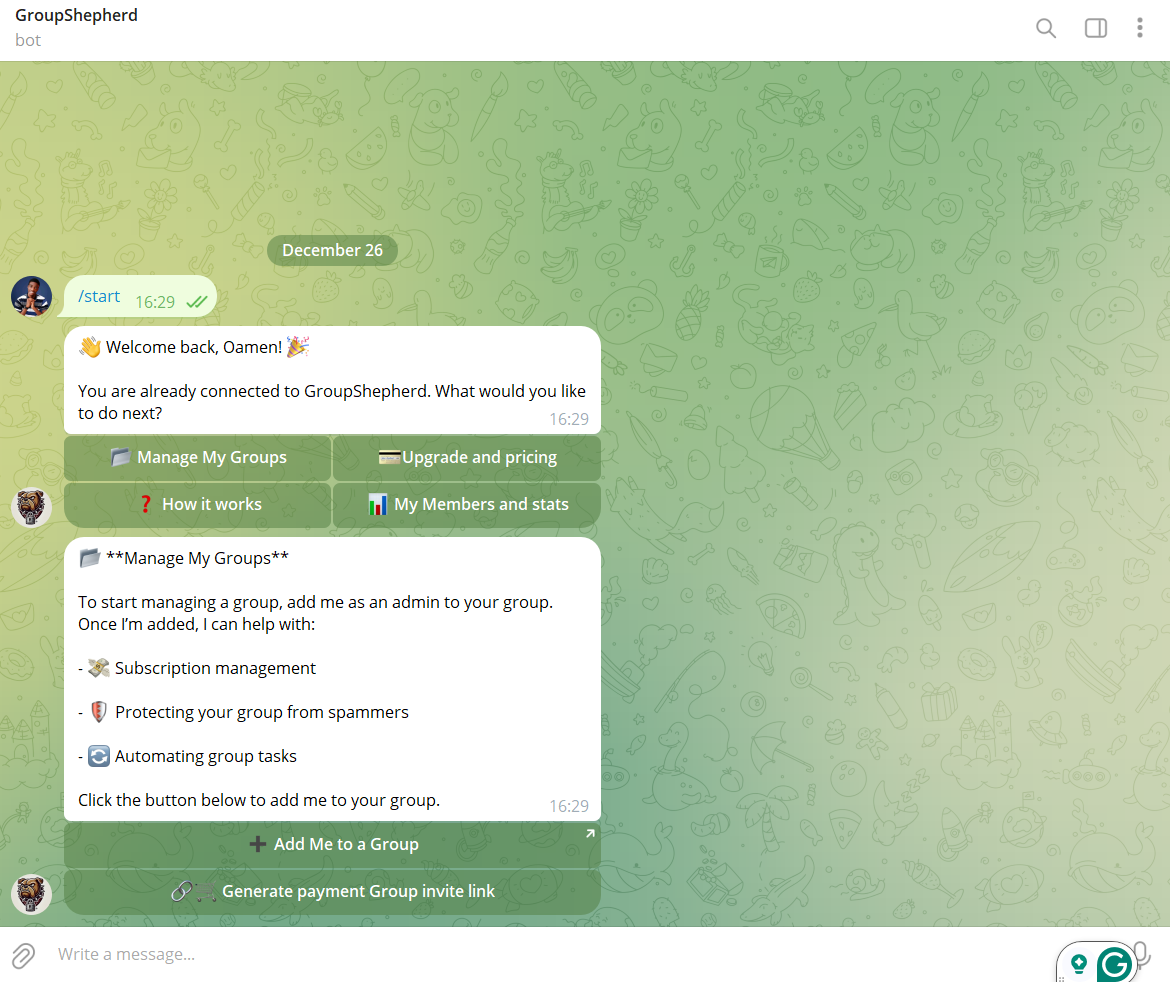 GroupShepherd
bot
December 26
/start 16:29
👋 Welcome back, Oamen! 🎉
You are already connected to GroupShepherd. What would you like
to do next?
16:29
📁 Manage My Groups
💳Upgrade and pricing
❓ How it works
📊 My Members and stats
📂 **Manage My Groups**
To start managing a group, add me as an admin to your group.
Once I’m added, I can help with:
- 💸 Subscription management
- 🛡️ Protecting your group from spammers
- 🔄 Automating group tasks
Click the button below to add me to your group.
16:29
➕ Add Me to a Group
🔗🛒 Generate payment Group invite link
Write a message...